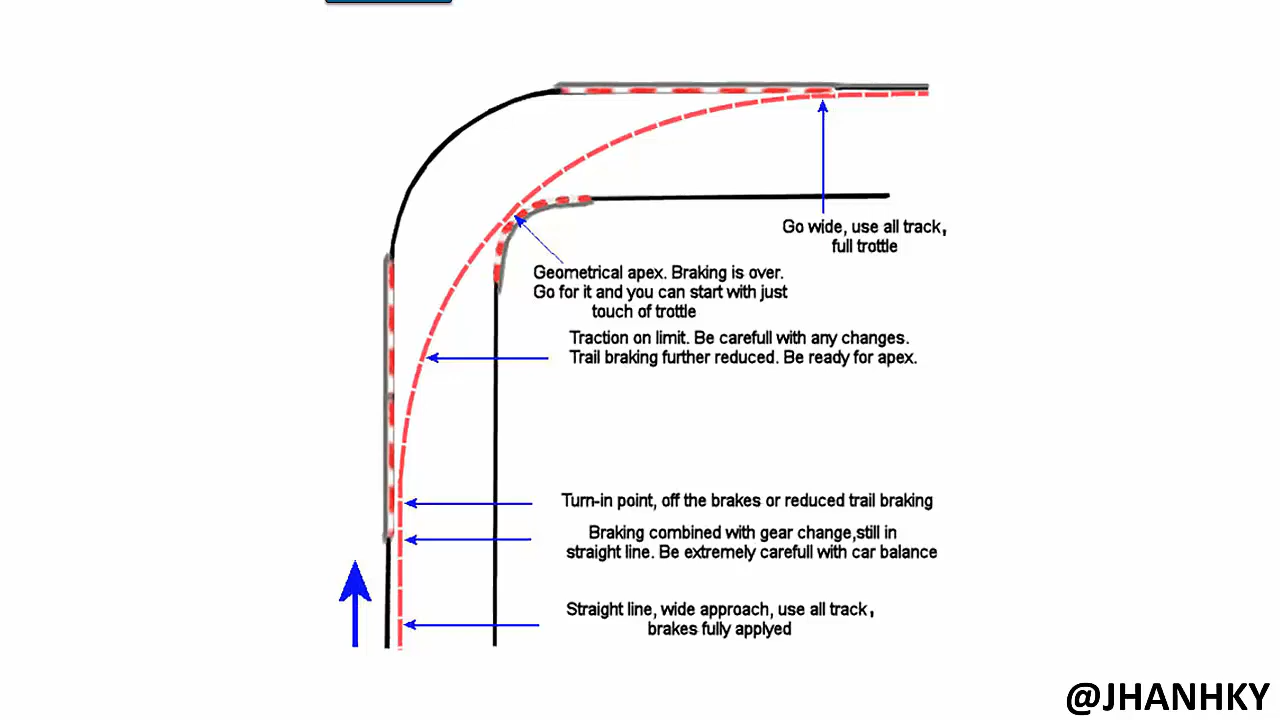 Go wide, use all track,
full trottle
Geometrical apex. Braking is over.
Go for it and you can start with just
touch of trottle
Traction on limit. Be carefull with any changes.
Trail braking further reduced. Be ready for apex.
Turn-in point, off the brakes or reduced trail braking
Braking combined with gear change,still in
straight line. Be extremely carefull with car balance
Straight line, wide approach, use all track,
brakes fully applyed
@JHANHKY